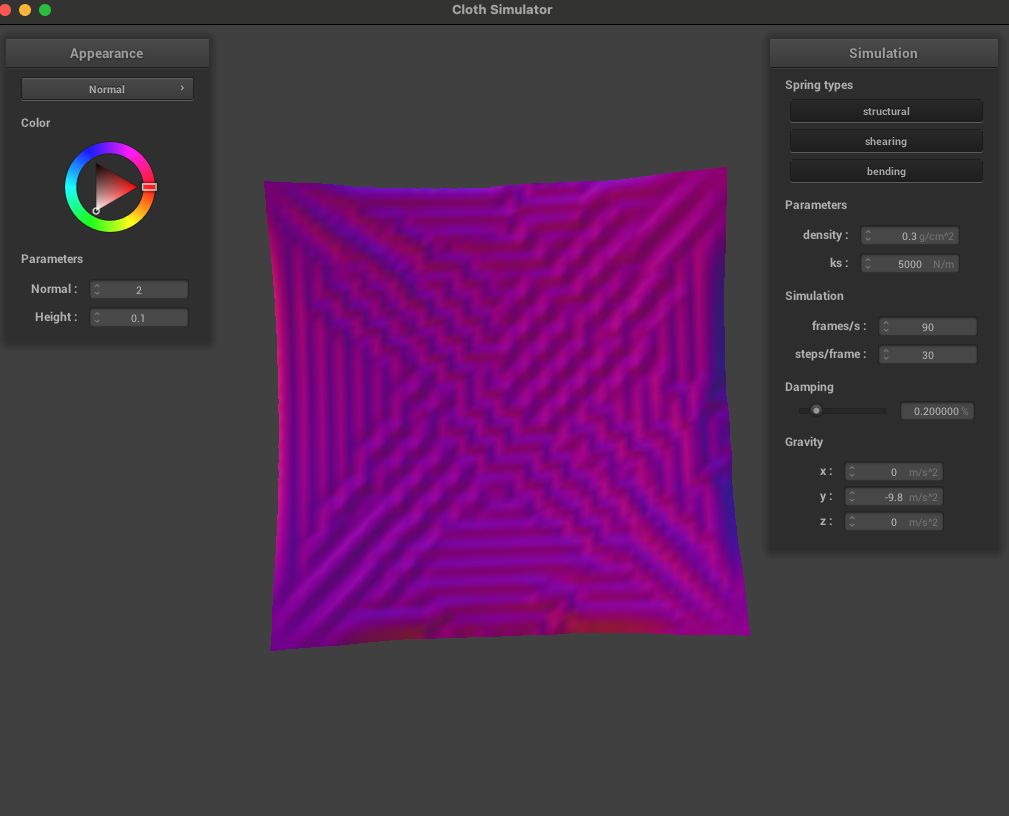 Cloth Simulator
Appearance
Normal
Color
Parameters
Normal : 2
Height : 0.1
Simulation
Spring types
structural
shearing
bending
Parameters
density : 0.3 g/cm^2
ks : 5000 N/m
Simulation
frames/s : 90
steps/frame : 30
Damping
0.200000 %
Gravity
x : 0 m/s^2
y : -9.8 m/s^2
z : 0 m/s^2